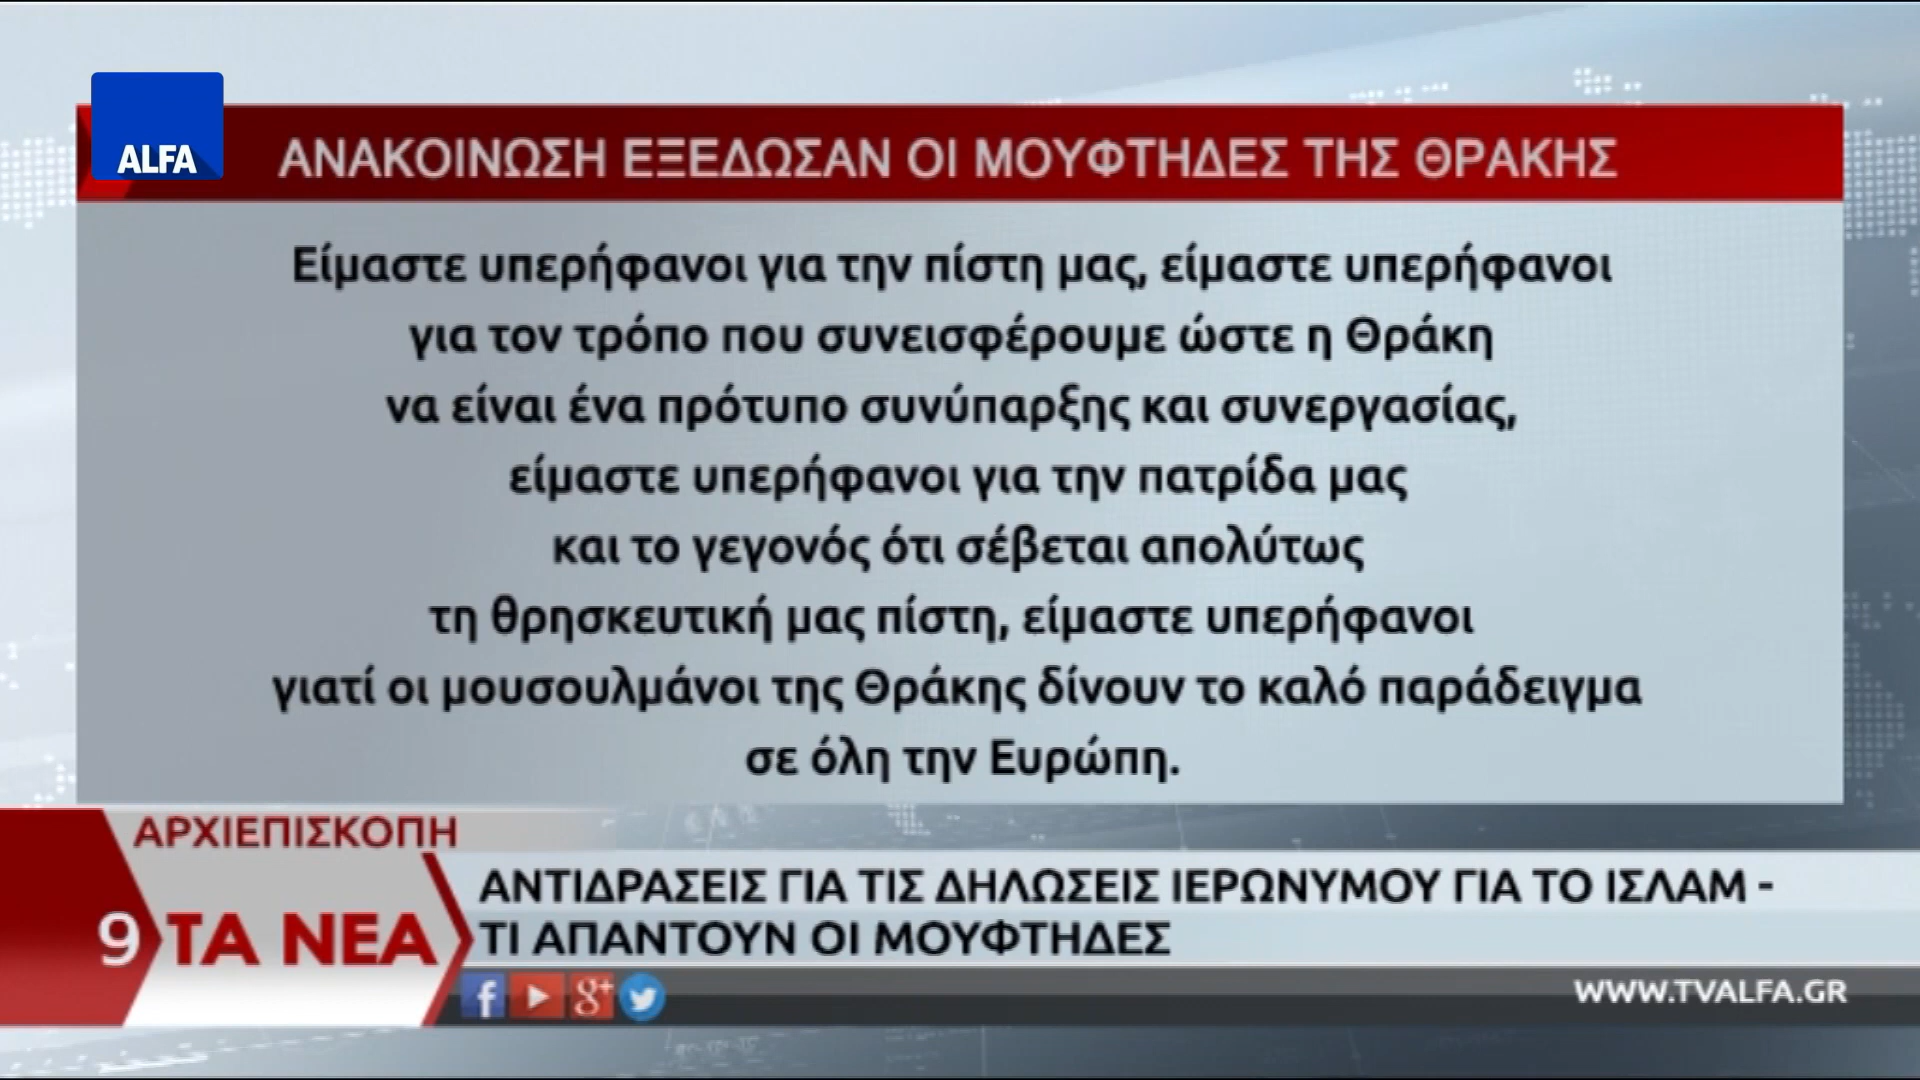 ALFA
ΑΝΑΚΟΙΝΩΣΗ ΕΞΕΔΩΣΑΝ ΟΙ ΜΟΥΦΤΗΔΕΣ ΤΗΣ ΘΡΑΚΗΣ
Είμαστε υπερήφανοι για την πίστη μας, είμαστε υπερήφανοι
για τον τρόπο που συνεισφέρουμε ώστε η Θράκη
να είναι ένα πρότυπο συνύπαρξης και συνεργασίας,
είμαστε υπερήφανοι για την πατρίδα μας
και το γεγονός ότι σέβεται απολύτως
τη θρησκευτική μας πίστη, είμαστε υπερήφανοι
γιατί οι μουσουλμάνοι της Θράκης δίνουν το καλό παράδειγμα
σε όλη την Ευρώπη.
ΑΡΧΙΕΠΙΣΚΟΠΗ
9 ΤΑ ΝΕΑ
ΑΝΤΙΔΡΑΣΕΙΣ ΓΙΑ ΤΙΣ ΔΗΛΩΣΕΙΣ ΙΕΡΩΝΥΜΟΥ ΓΙΑ ΤΟ ΙΣΛΑΜ -
ΤΙ ΑΠΑΝΤΟΥΝ ΟΙ ΜΟΥΦΤΗΔΕΣ
f g+
WWW.TVALFA.GR